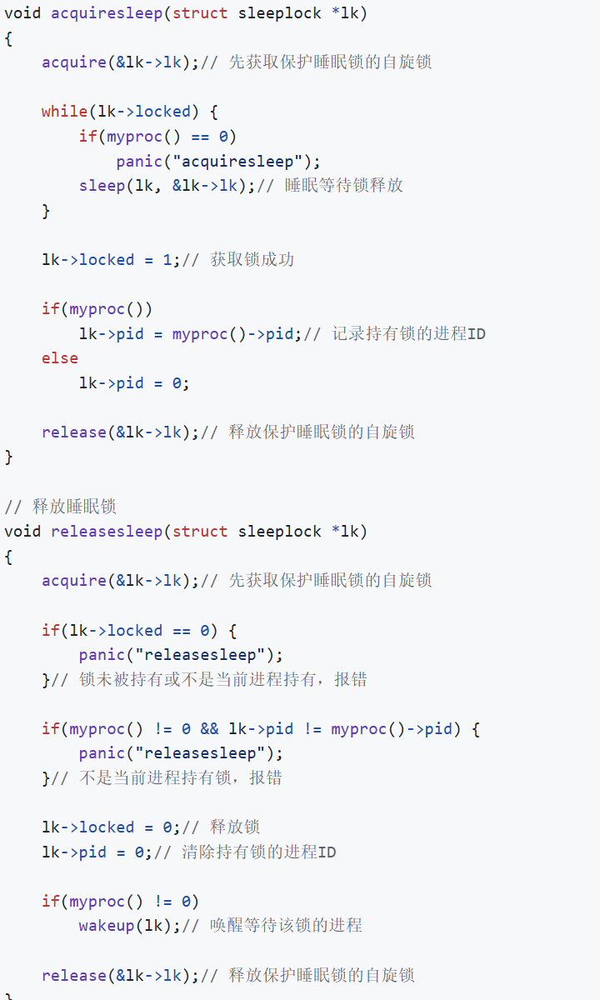 void acquiresleep(struct sleeplock *lk)
{
    acquire(&lk->lk);// 先获取保护睡眠锁的自旋锁

    while(lk->locked) {
        if(myproc() == 0)
            panic("acquiresleep");
        sleep(lk, &lk->lk);// 睡眠等待锁释放
    }

    lk->locked = 1;// 获取锁成功

    if(myproc())
        lk->pid = myproc()->pid;// 记录持有锁的进程ID
    else
        lk->pid = 0;

    release(&lk->lk);// 释放保护睡眠锁的自旋锁
}

// 释放睡眠锁
void releasesleep(struct sleeplock *lk)
{
    acquire(&lk->lk);// 先获取保护睡眠锁的自旋锁

    if(lk->locked == 0) {
        panic("releasesleep");
    }// 锁未被持有或不是当前进程持有，报错

    if(myproc() != 0 && lk->pid != myproc()->pid) {
        panic("releasesleep");
    }// 不是当前进程持有锁，报错

    lk->locked = 0;// 释放锁
    lk->pid = 0;// 清除持有锁的进程ID

    if(myproc() != 0)
        wakeup(lk);// 唤醒等待该锁的进程

    release(&lk->lk);// 释放保护睡眠锁的自旋锁
}